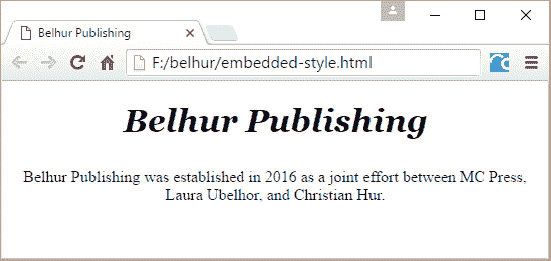 Belhur Publishing
F:/belhur/embedded-style.html
Belhur Publishing
Belhur Publishing was established in 2016 as a joint effort between MC Press,
Laura Ubelhor, and Christian Hur.